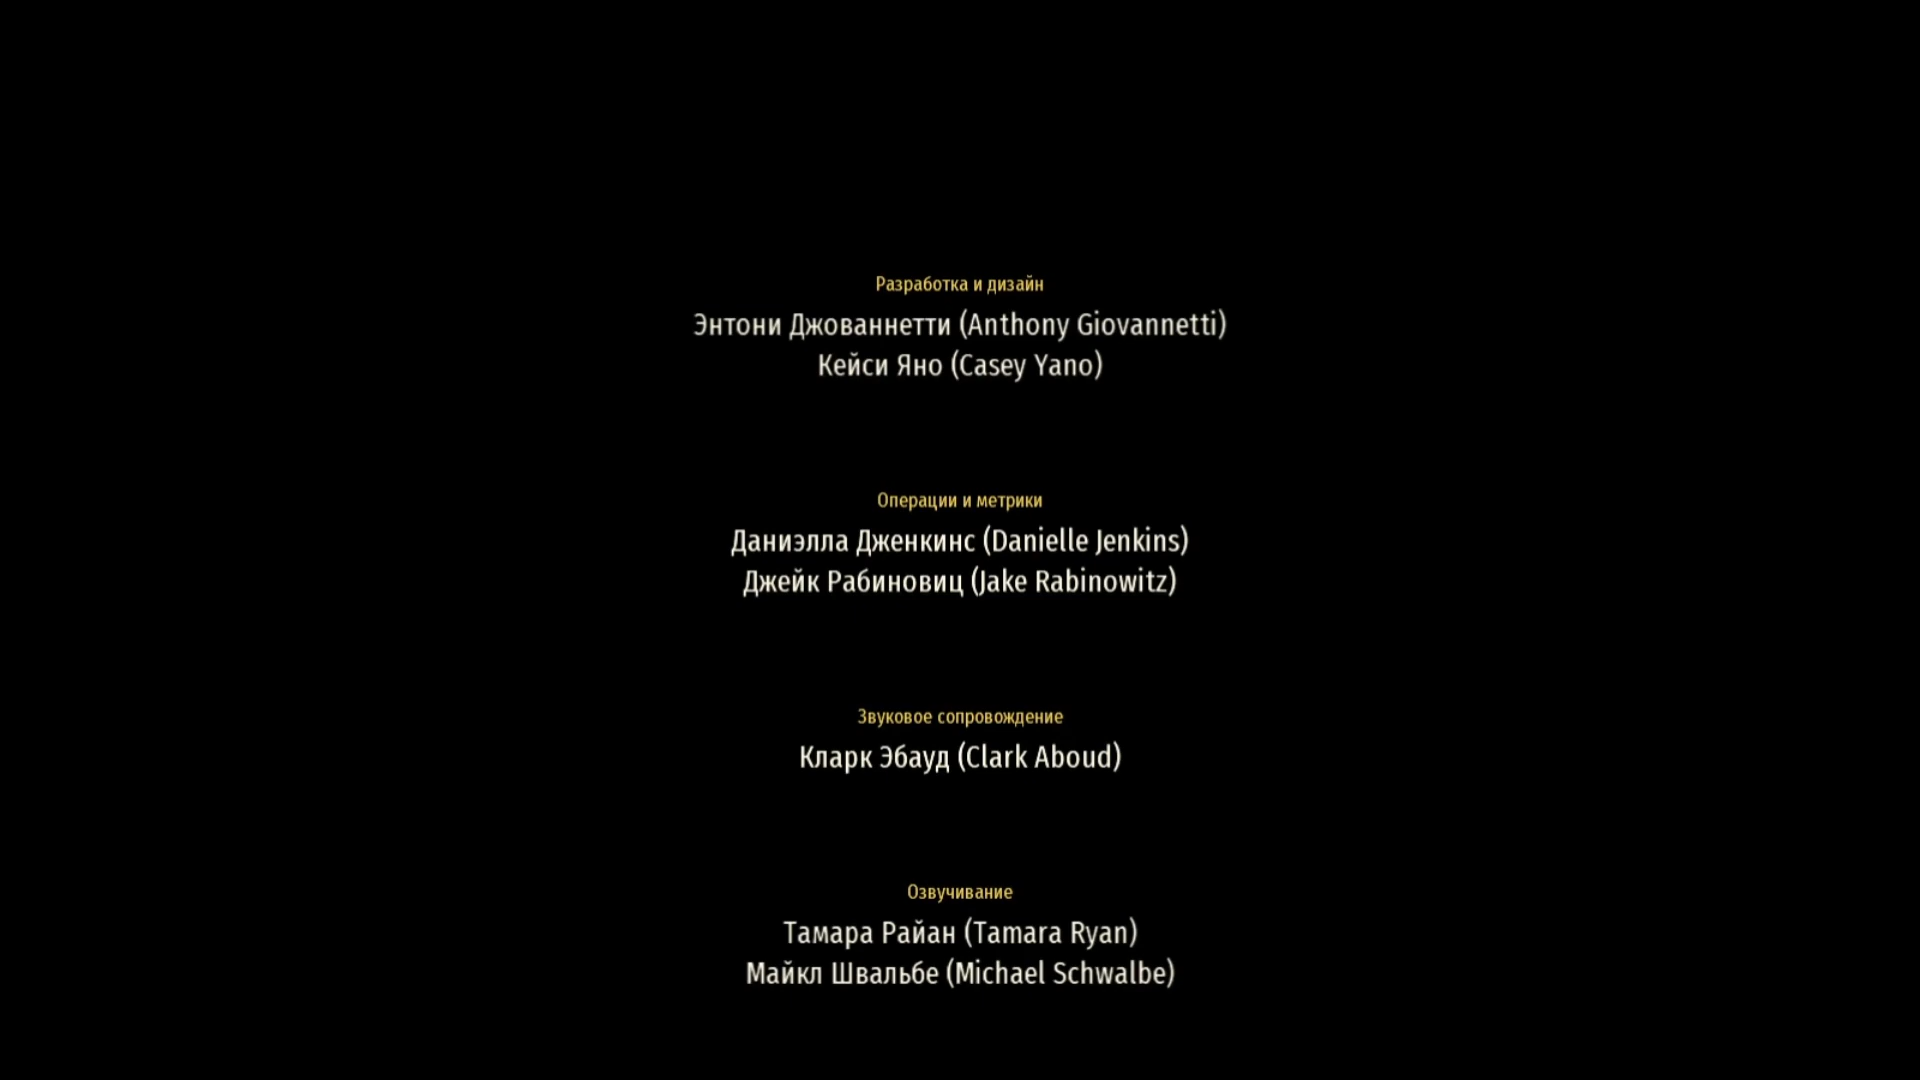 Разработка и дизайн
Энтони Джованнетти (Anthony Giovannetti)
Кейси Яно (Casey Yano)
Операции и метрики
Даниэлла Дженкинс (Danielle Jenkins)
Джейк Рабиновиц (Jake Rabinowitz)
Звуковое сопровождение
Кларк Эбауд (Clark Aboud)
Озвучивание
Тамара Райан (Tamara Ryan)
Майкл Швальбе (Michael Schwalbe)